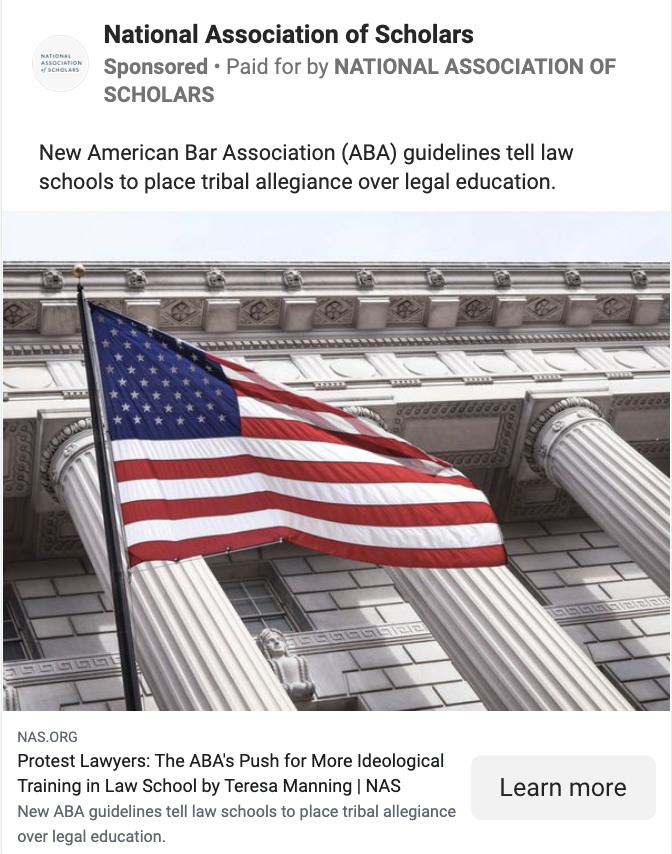 NATIONAL
ASSOCIATION
of SCHOLARS
National Association of Scholars
Sponsored • Paid for by NATIONAL ASSOCIATION OF
SCHOLARS
New American Bar Association (ABA) guidelines tell law
schools to place tribal allegiance over legal education.
NAS.ORG
Protest Lawyers: The ABA's Push for More Ideological
Training in Law School by Teresa Manning | NAS
New ABA guidelines tell law schools to place tribal allegiance
over legal education.
Learn more